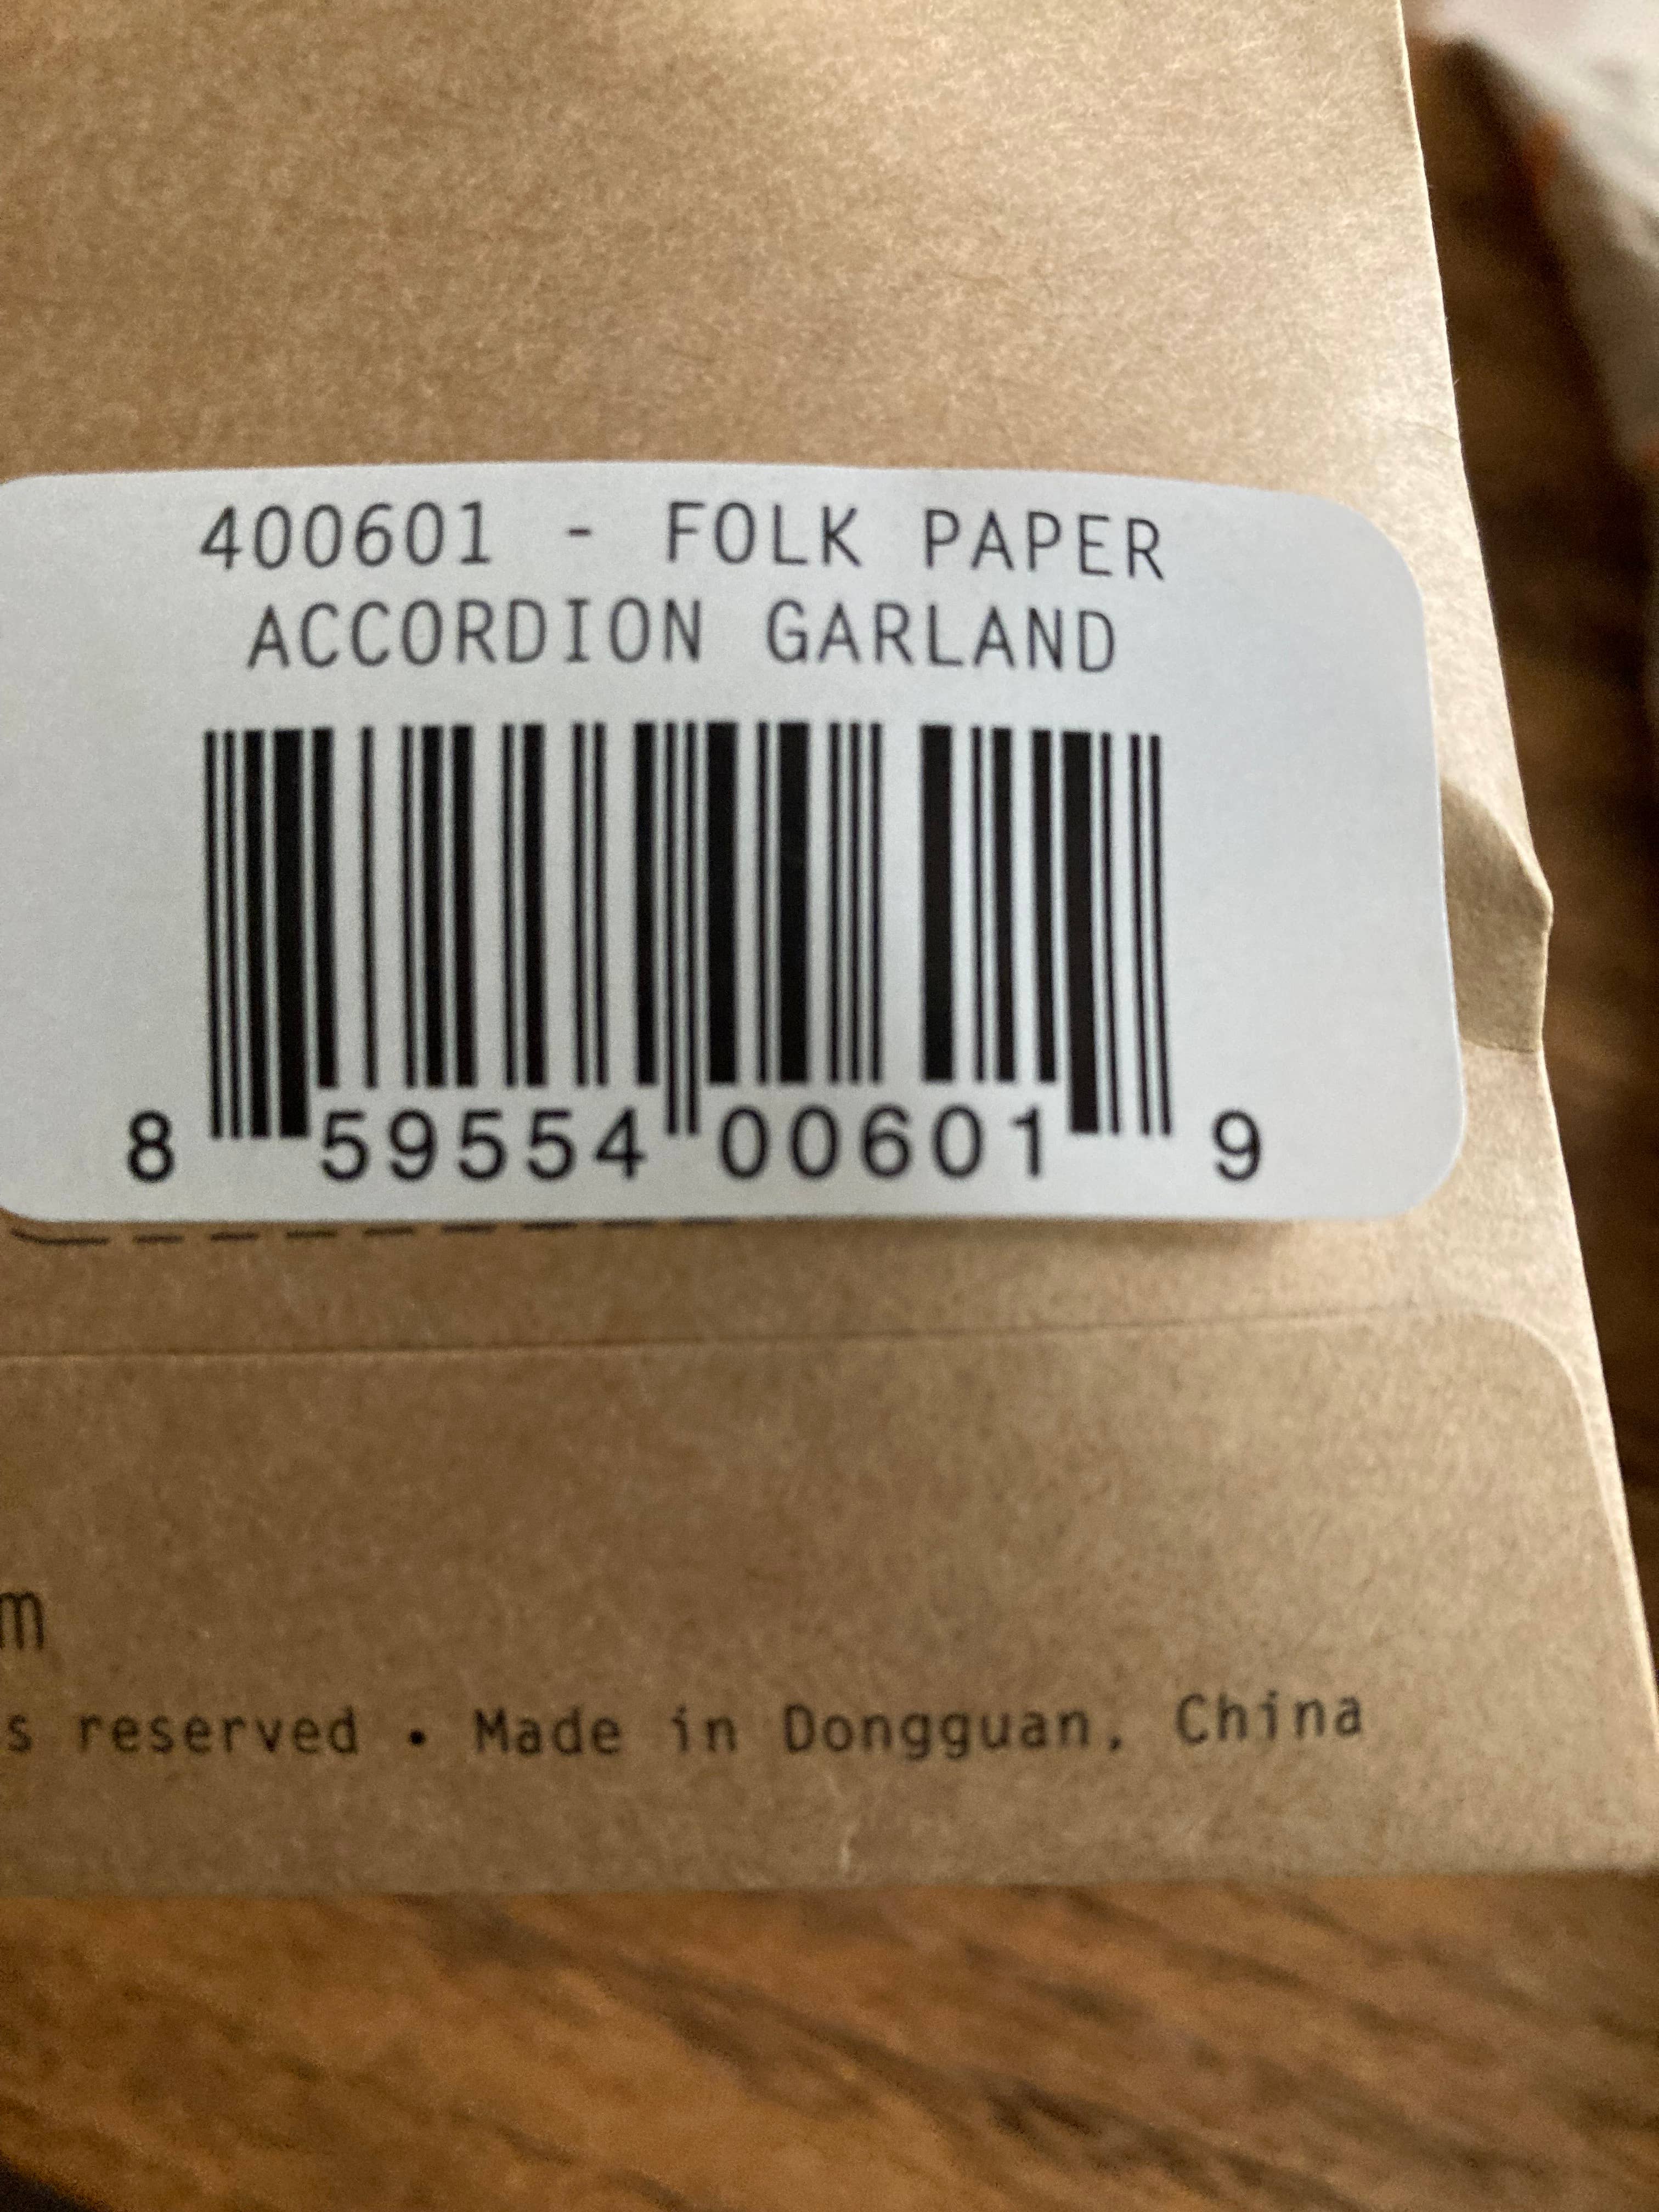 400601 - FOLK PAPER
ACCORDION GARLAND
8 59554 00601 9
m
s reserved • Made in Dongguan, China